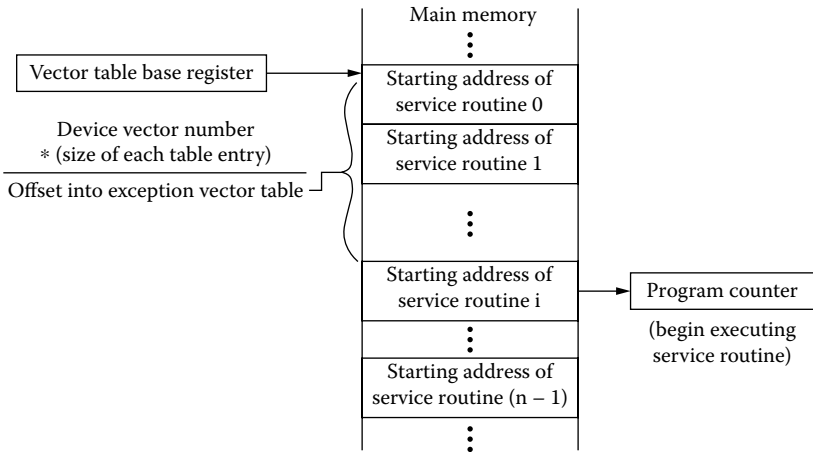 Main memory
Vector table base register
Starting address of
service routine 0
Device vector number
* (size of each table entry)
Offset into exception vector table
Starting address of
service routine 1
Starting address of
service routine i
Program counter
(begin executing
service routine)
Starting address of
service routine (n – 1)